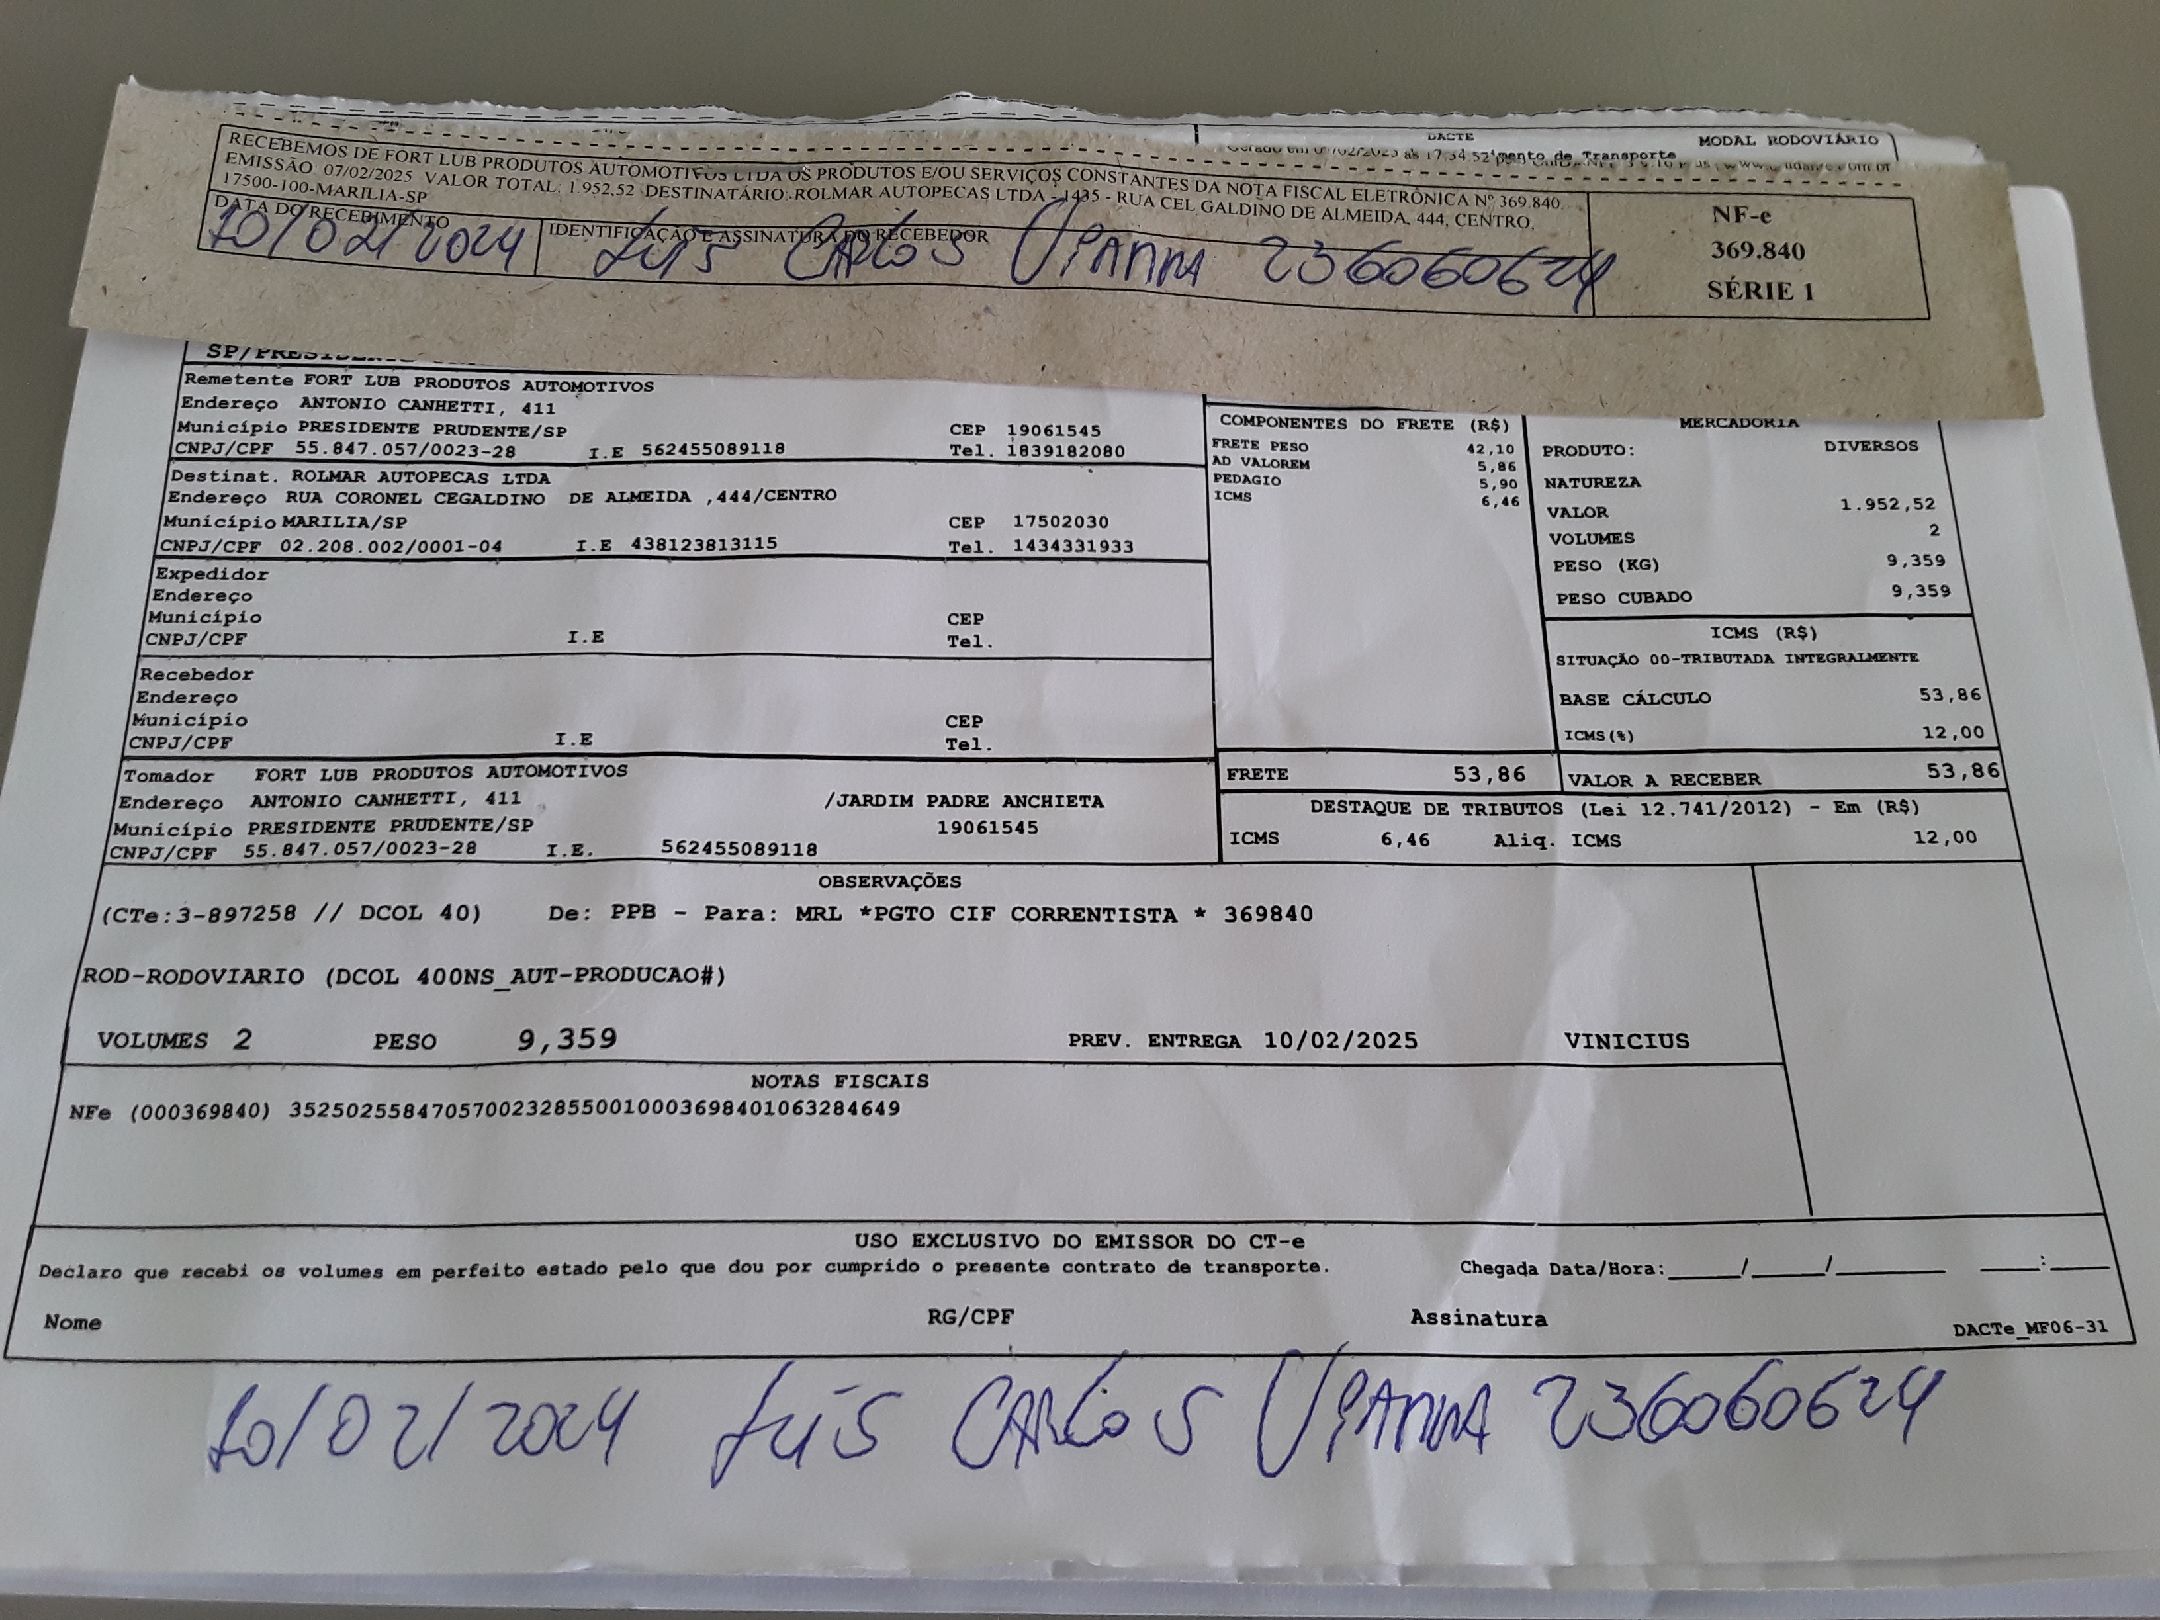 DACTE
MODAL RODOVIÁRIO
RECEBEMOS DE FORT LUB PRODUTOS AUTOMOTIVOS LTDA OS PRODUTOS E/OU SERVIÇOS CONSTANTES DA NOTA FISCAL ELETRÔNICA Nº 369.840.
EMISSÃO: 07/02/2025 VALOR TOTAL: 1.952,52 DESTINATÁRIO: ROLMAR AUTOPECAS LTDA - 1435 - RUA CEL GALDINO DE ALMEIDA, 444, CENTRO,
17500-100-MARILIA-SP
DATA DO RECEBIMENTO
IDENTIFICAÇÃO E ASSINATURA DO RECEBEDOR
10/02/2024 Luis Carlos 236060624
NF-e
369.840
SÉRIE 1
Remetente FORT LUB PRODUTOS AUTOMOTIVOS
Endereço ANTONIO CANHETTI, 411
Município PRESIDENTE PRUDENTE/SP CEP 19061545
CNPJ/CPF 55.847.057/0023-28 I.E 562455089118 Tel. 1839182080
Destinat. ROLMAR AUTOPECAS LTDA
Endereço RUA CORONEL CEGALDINO DE ALMEIDA ,444/CENTRO
Município MARILIA/SP CEP 17502030
CNPJ/CPF 02.208.002/0001-04 I.E 438123813115 Tel. 1434331933
Expedidor
Endereço
Município CEP
CNPJ/CPF I.E Tel.
Recebedor
Endereço
Município CEP
CNPJ/CPF I.E Tel.
Tomador FORT LUB PRODUTOS AUTOMOTIVOS
Endereço ANTONIO CANHETTI, 411 /JARDIM PADRE ANCHIETA
Município PRESIDENTE PRUDENTE/SP 19061545
CNPJ/CPF 55.847.057/0023-28 I.E. 562455089118
COMPONENTES DO FRETE (R$)
FRETE PESO 42,10
AD VALOREM 5,86
PEDAGIO 5,90
ICMS 6,46
MERCADORIA
PRODUTO: DIVERSOS
NATUREZA
VALOR 1.952,52
VOLUMES 2
PESO (KG) 9,359
PESO CUBADO 9,359
ICMS (R$)
SITUAÇÃO 00-TRIBUTADA INTEGRALMENTE
BASE CÁLCULO 53,86
ICMS(%) 12,00
FRETE 53,86 VALOR A RECEBER 53,86
DESTAQUE DE TRIBUTOS (Lei 12.741/2012) - Em (R$)
ICMS 6,46 Aliq. ICMS 12,00
OBSERVAÇÕES
(CTe:3-897258 // DCOL 40) De: PPB - Para: MRL *PGTO CIF CORRENTISTA * 369840
ROD-RODOVIARIO (DCOL 400NS_AUT-PRODUCAO#)
VOLUMES 2 PESO 9,359 PREV. ENTREGA 10/02/2025 VINICIUS
NOTAS FISCAIS
NFe (000369840) 35250255847057002328550010003698401063284649
USO EXCLUSIVO DO EMISSOR DO CT-e
Declaro que recebi os volumes em perfeito estado pelo que dou por cumprido o presente contrato de transporte. Chegada Data/Hora:____/____/______ ____:____
Nome RG/CPF Assinatura
DACTe_MF06-31
10/02/2024 Luis Carlos 236060624